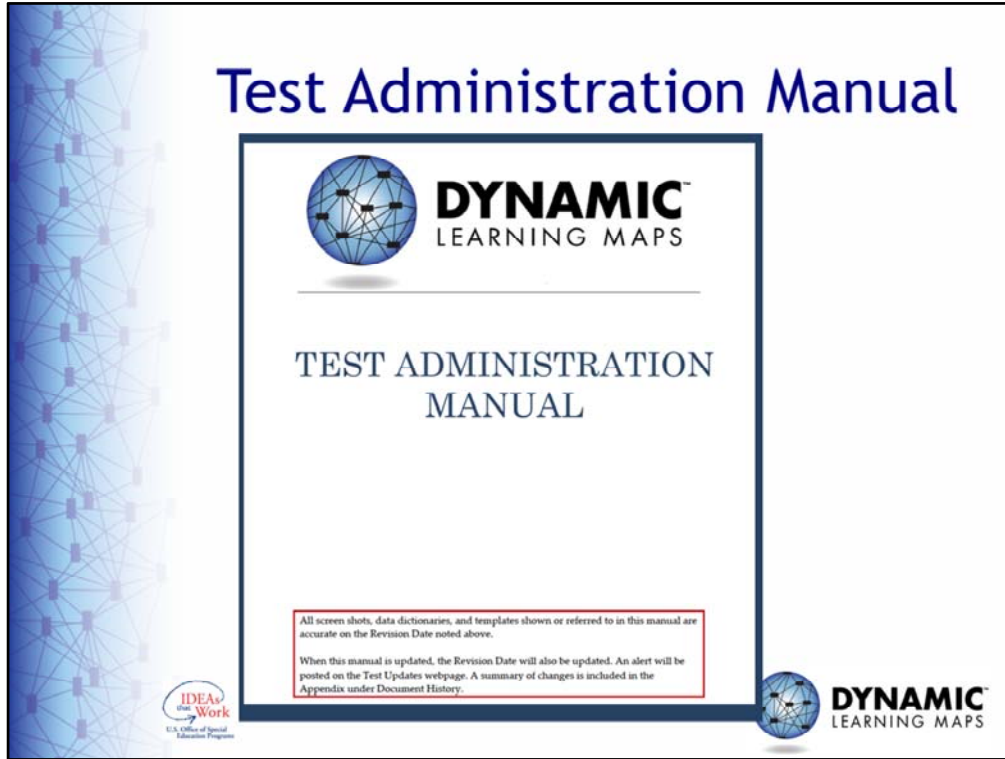 Test Administration Manual
DYNAMIC™
LEARNING MAPS
TEST ADMINISTRATION
MANUAL
All screen shots, data dictionaries, and templates shown or referred to in this manual are
accurate on the Revision Date noted above.
When this manual is updated, the Revision Date will also be updated. An alert will be
posted on the Test Updates webpage. A summary of changes is included in the
Appendix under Document History.
IDEAs
that Work
U.S. Office of Special
Education Programs
DYNAMIC™
LEARNING MAPS